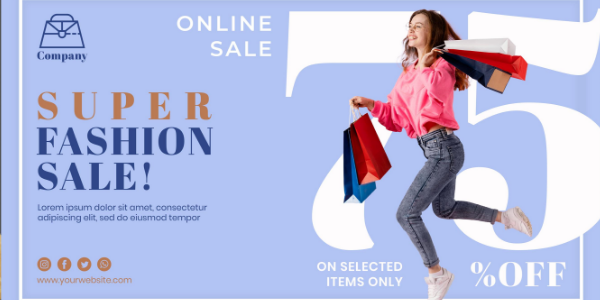 Company
ONLINE
SALE
SUPER
FASHION
SALE!
Lorem ipsum dolor sit amet, consectetur
adipiscing elit, sed do eiusmod tempor
www.yourwebsite.com
75
ON SELECTED
ITEMS ONLY
%OFF